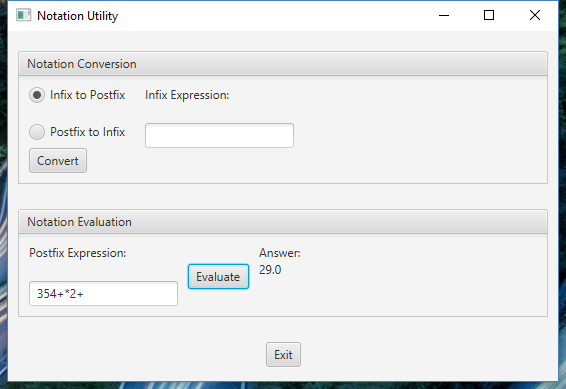 Notation Utility
Notation Conversion
Infix to Postfix
Infix Expression:
Postfix to Infix
Convert
Notation Evaluation
Postfix Expression:
Answer:
29.0
Evaluate
354+*2+
Exit